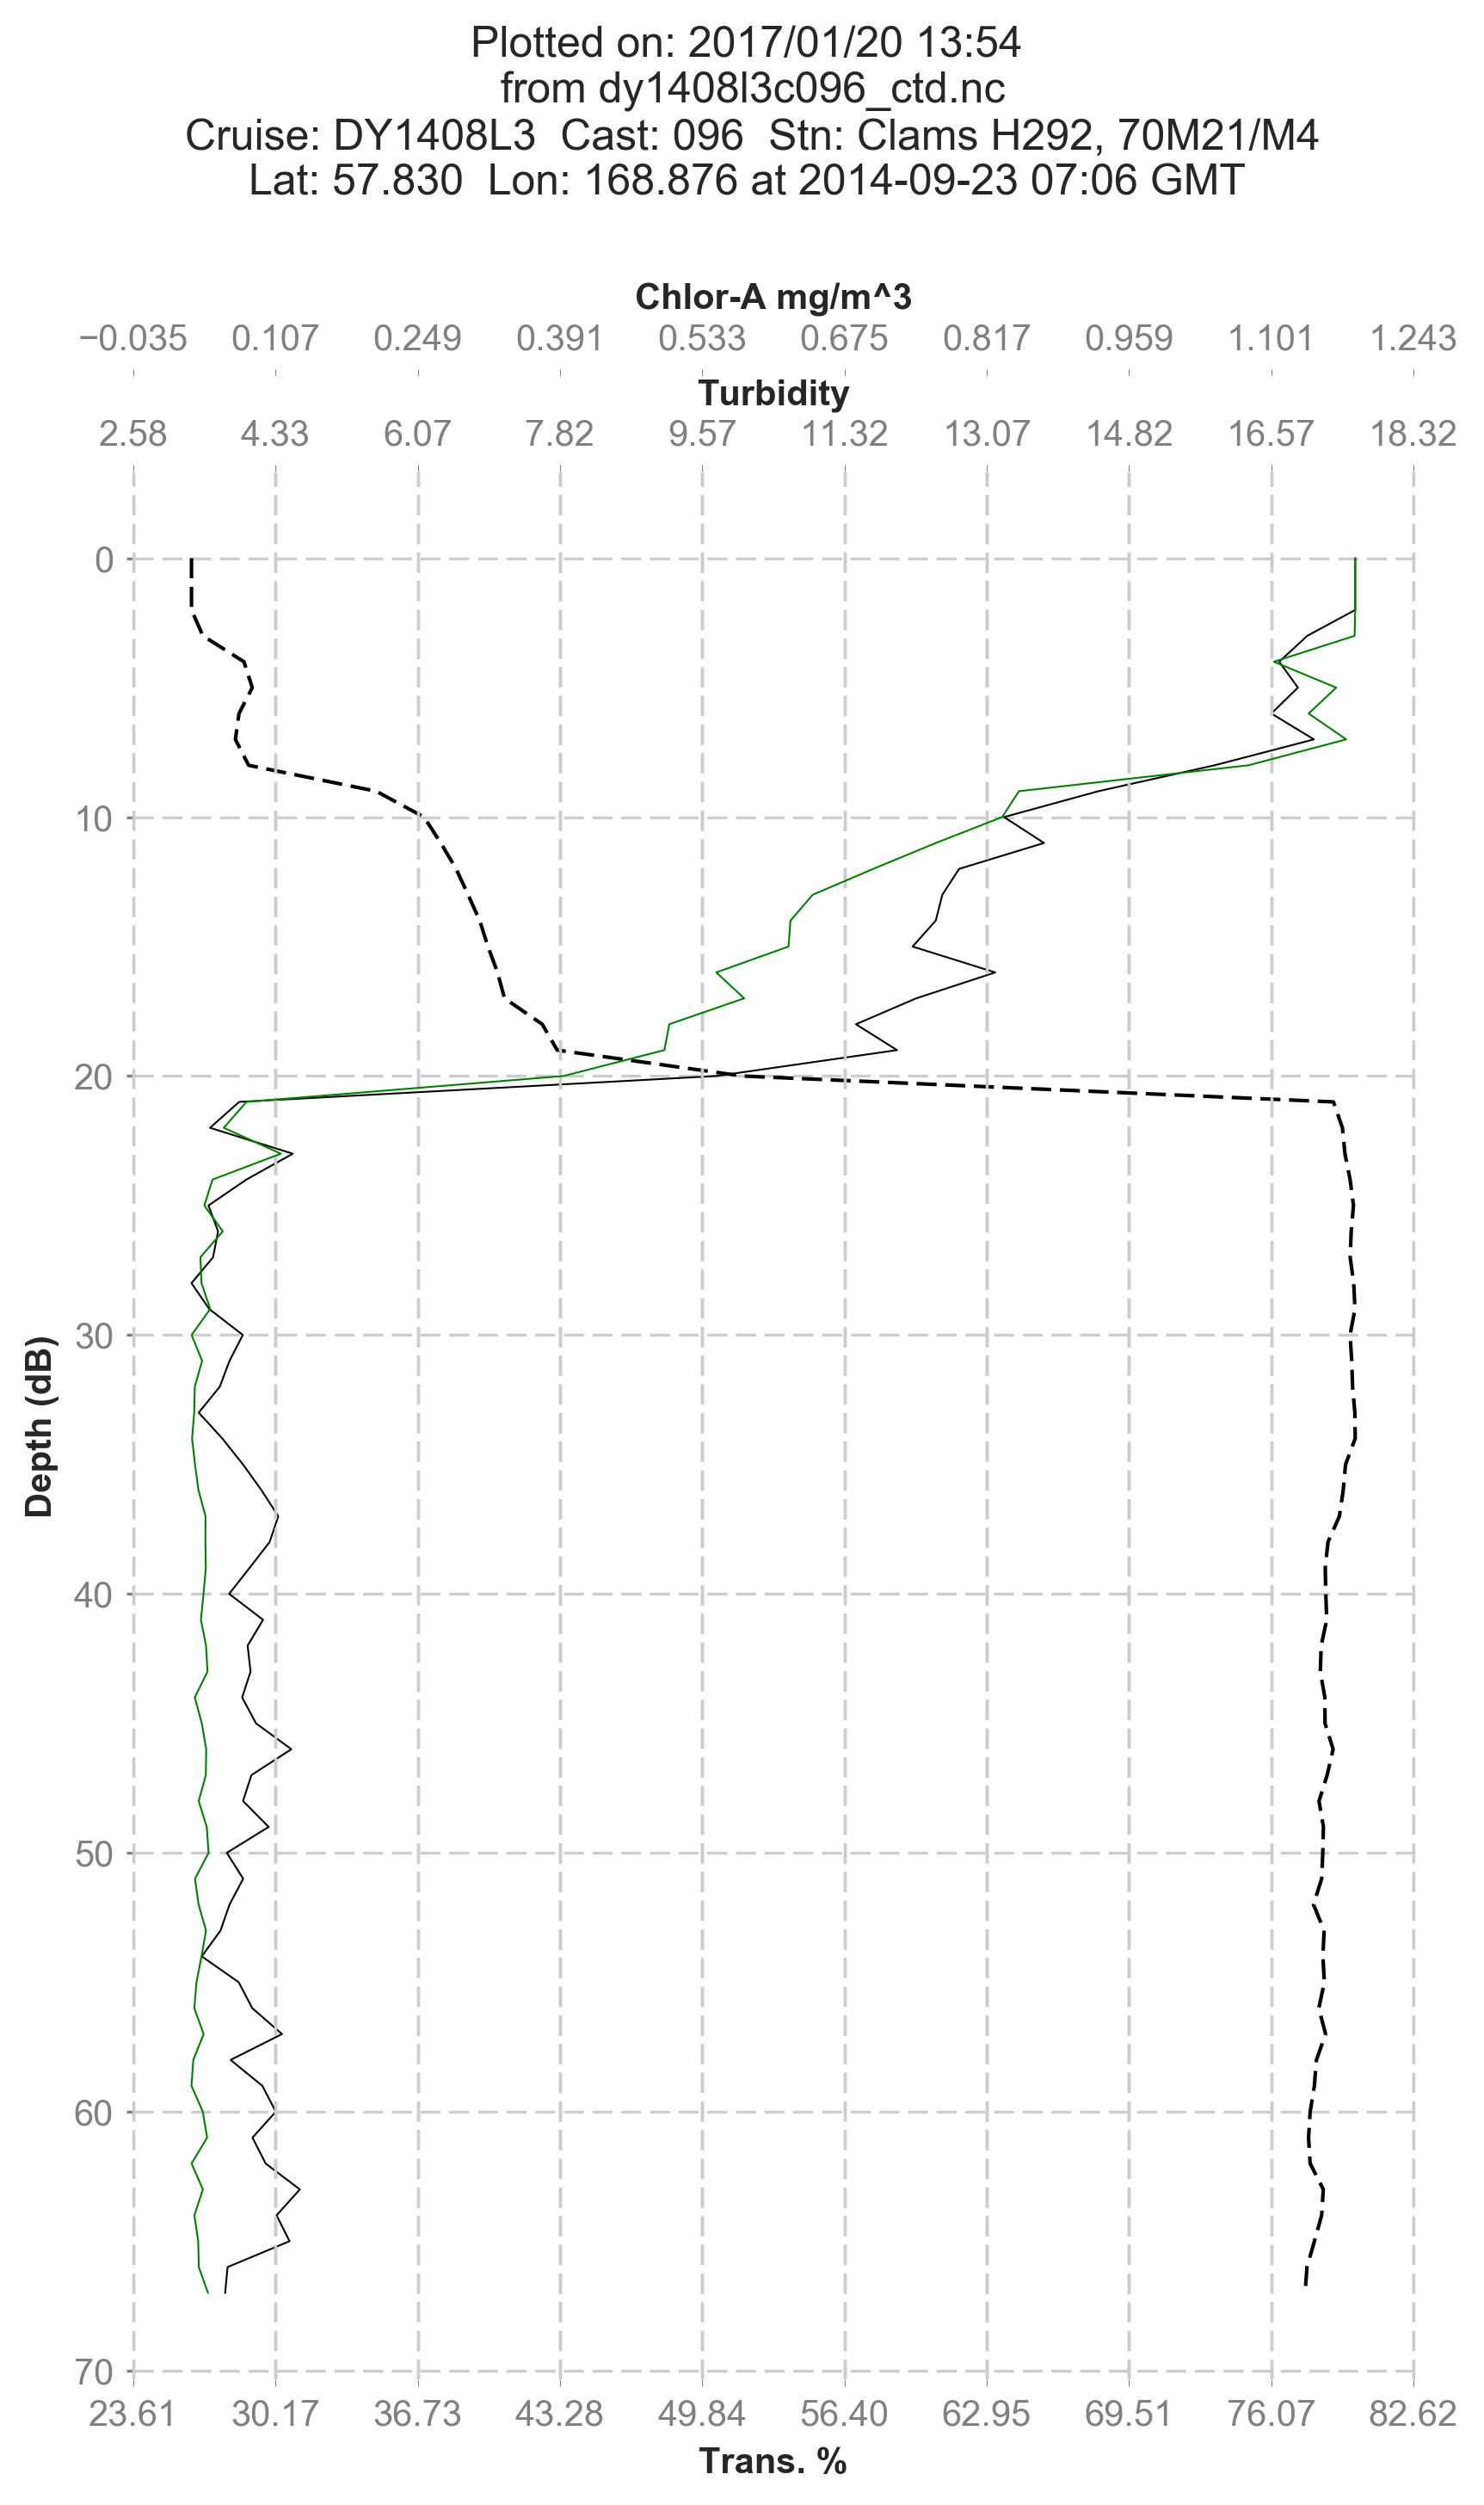 Plotted on: 2017/01/20 13:54
from dy1408l3c096_ctd.nc
Cruise: DY1408L3  Cast: 096  Stn: Clams H292, 70M21/M4
Lat: 57.830  Lon: 168.876 at 2014-09-23 07:06 GMT
Chlor-A mg/m^3
−0.035 0.107 0.249 0.391 0.533 0.675 0.817 0.959 1.101 1.243
Turbidity
2.58 4.33 6.07 7.82 9.57 11.32 13.07 14.82 16.57 18.32
0
10
20
30
Depth (dB)
40
50
60
70
23.61 30.17 36.73 43.28 49.84 56.40 62.95 69.51 76.07 82.62
Trans. %